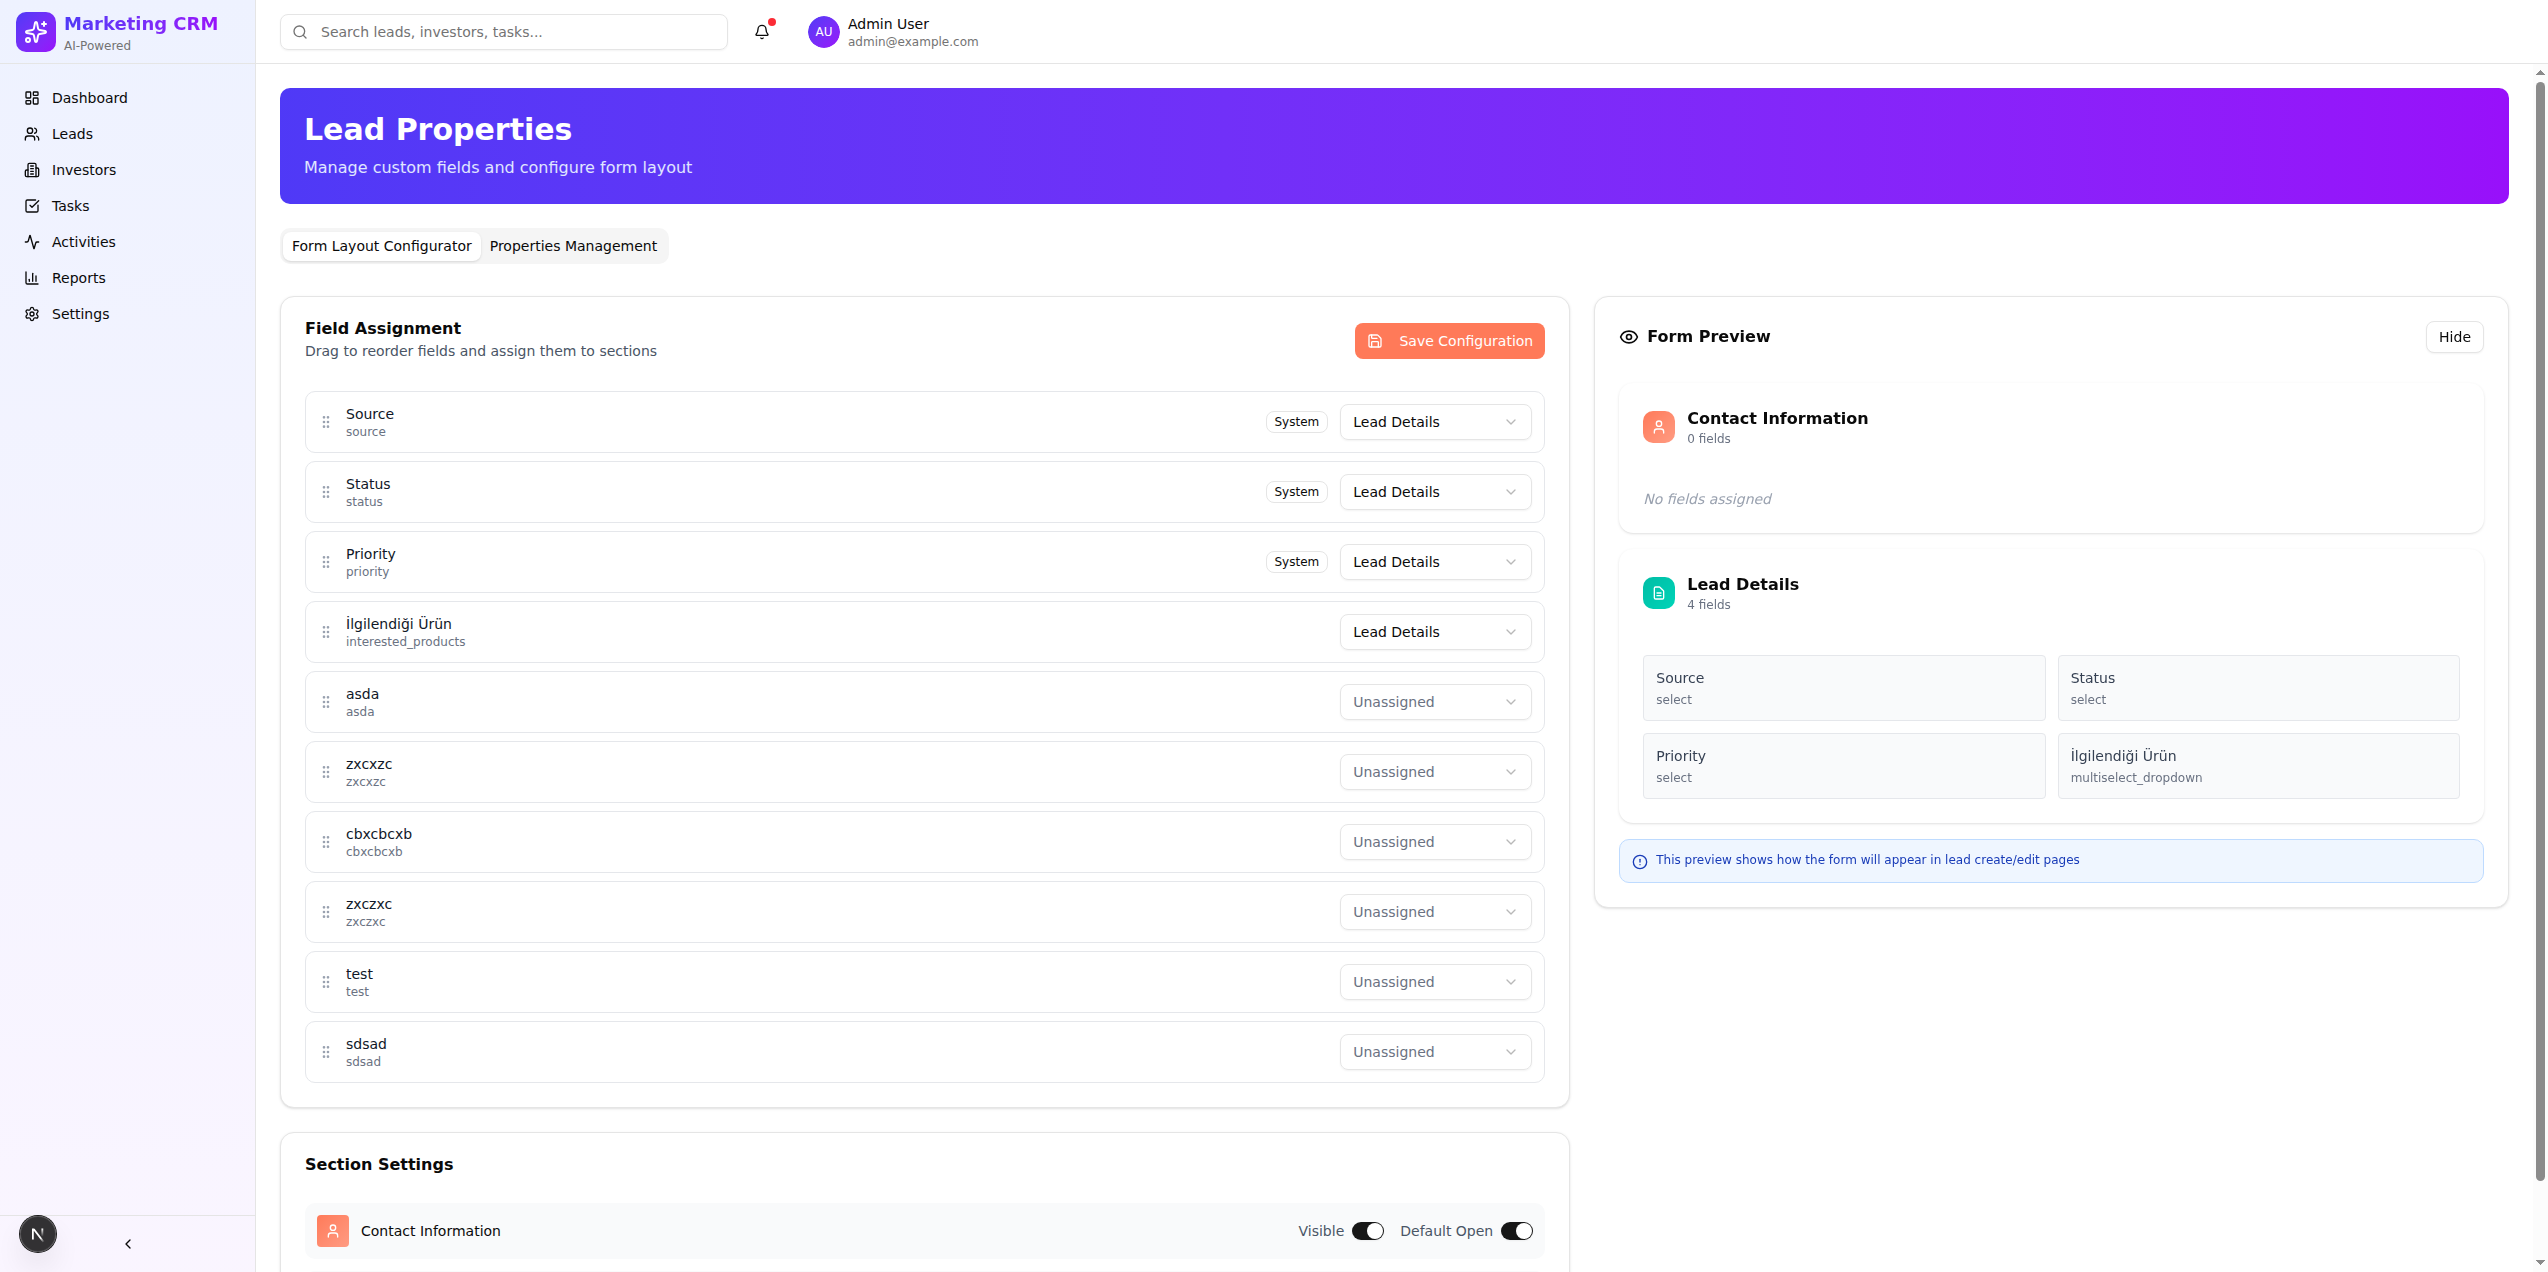 Marketing CRM
AI-Powered
Search leads, investors, tasks...
AU
Admin User
admin@example.com
Dashboard
Leads
Investors
Tasks
Activities
Reports
Settings
N
Lead Properties
Manage custom fields and configure form layout
Form Layout Configurator
Properties Management
Field Assignment
Drag to reorder fields and assign them to sections
Save Configuration
Source
source
System
Lead Details
Status
status
System
Lead Details
Priority
priority
System
Lead Details
İlgilendiği Ürün
interested_products
Lead Details
asda
asda
Unassigned
zxcxzc
zxcxzc
Unassigned
cbxcbcxb
cbxcbcxb
Unassigned
zxczxc
zxczxc
Unassigned
test
test
Unassigned
sdsad
sdsad
Unassigned
Section Settings
Contact Information
Visible
Default Open
Form Preview
Hide
Contact Information
0 fields
No fields assigned
Lead Details
4 fields
Source
select
Status
select
Priority
select
İlgilendiği Ürün
multiselect_dropdown
This preview shows how the form will appear in lead create/edit pages